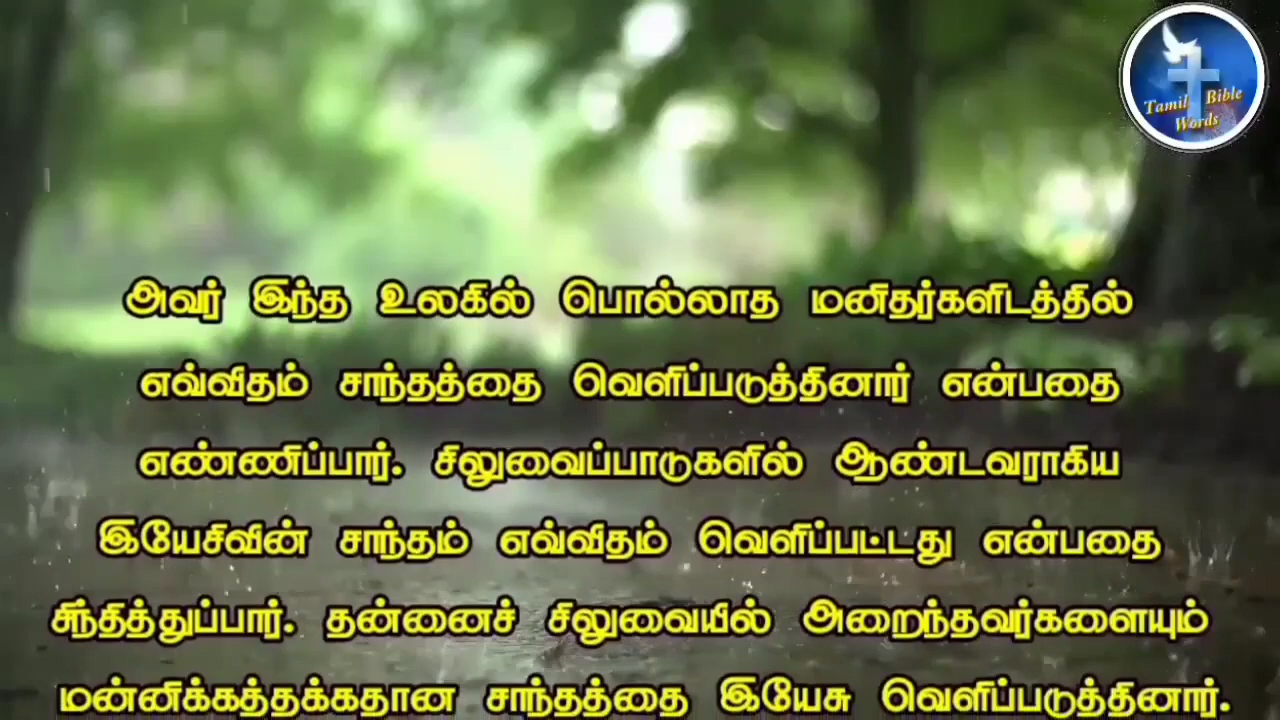 Tamil Bible
Words
அவர் இந்த உலகில் பொல்லாத மனிதர்களிடத்தில்
எவ்விதம் சாந்தத்தை வெளிப்படுத்தினார் என்பதை
எண்ணிப்பார். சிலுவைப்பாடுகளில் ஆண்டவராகிய
இயேசிவின் சாந்தம் எவ்விதம் வெளிப்பட்டது என்பதை
சிந்தித்துப்பார். தன்னைச் சிலுவையில் அறைந்தவர்களையும்
மன்னிக்கத்தக்கதான சாந்தத்தை இயேசு வெளிப்படுத்தினார்.